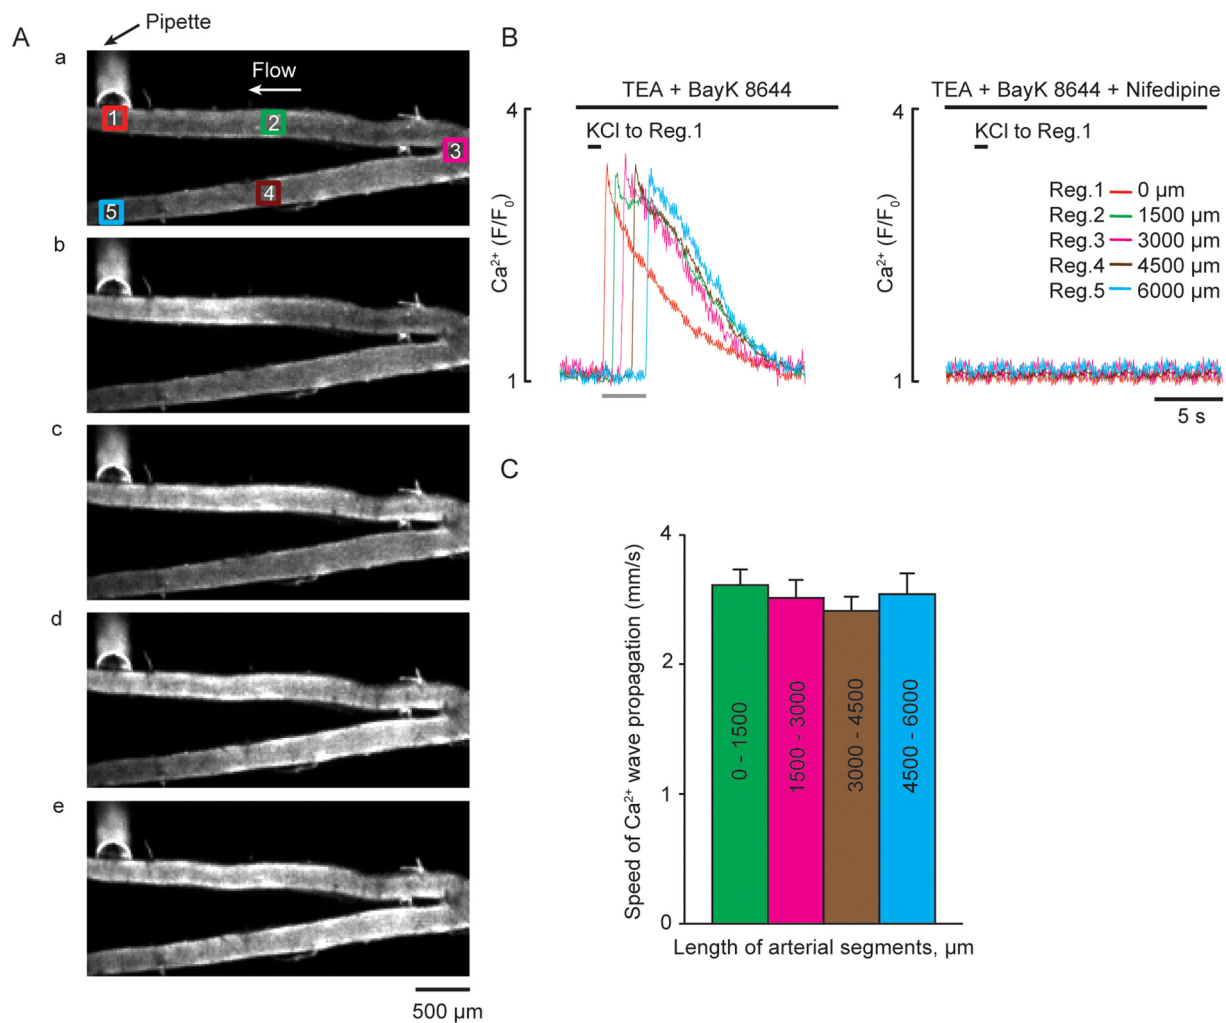 A
Pipette
a
Flow
1
2
3
4
5
b
c
d
e
500 µm
B
TEA + BayK 8644
KCl to Reg.1
4
Ca²⁺ (F/F₀)
1
TEA + BayK 8644 + Nifedipine
KCl to Reg.1
4
Ca²⁺ (F/F₀)
1
Reg.1 0 µm
Reg.2 1500 µm
Reg.3 3000 µm
Reg.4 4500 µm
Reg.5 6000 µm
5 s
C
Speed of Ca²⁺ wave propagation (mm/s)
4
2
1
0
0 - 1500
1500 - 3000
3000 - 4500
4500 - 6000
Length of arterial segments, µm